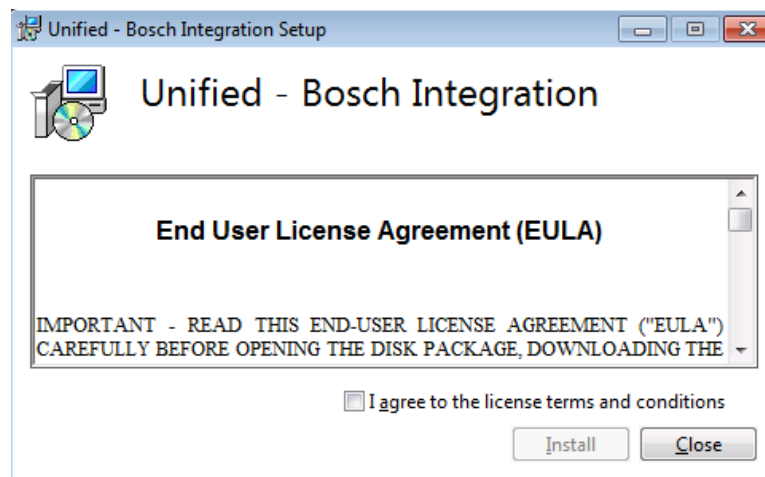 Unified - Bosch Integration Setup
Unified - Bosch Integration
End User License Agreement (EULA)
IMPORTANT - READ THIS END-USER LICENSE AGREEMENT ("EULA")
CAREFULLY BEFORE OPENING THE DISK PACKAGE, DOWNLOADING THE
I agree to the license terms and conditions
Install Close